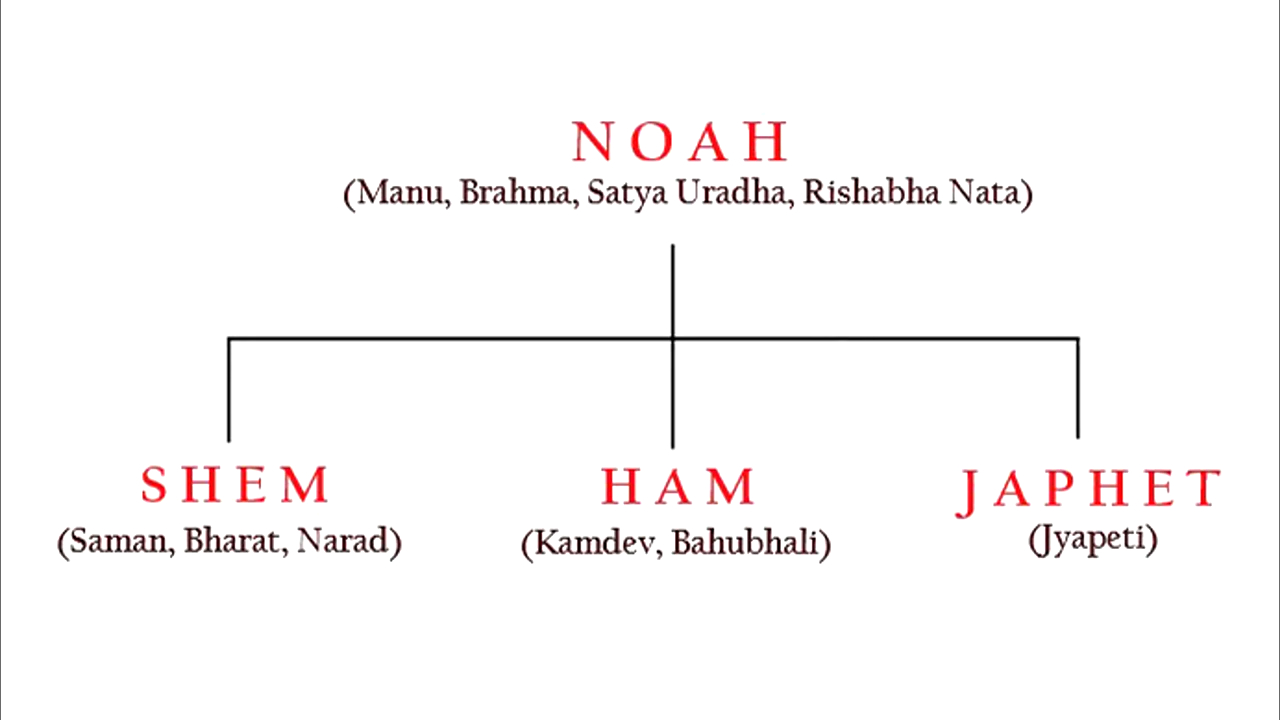 NOAH
(Manu, Brahma, Satya Uradha, Rishabha Nata)
SHEM HAM JAPHET
(Saman, Bharat, Narad) (Kamdev, Bahubhali) (Jyapeti)